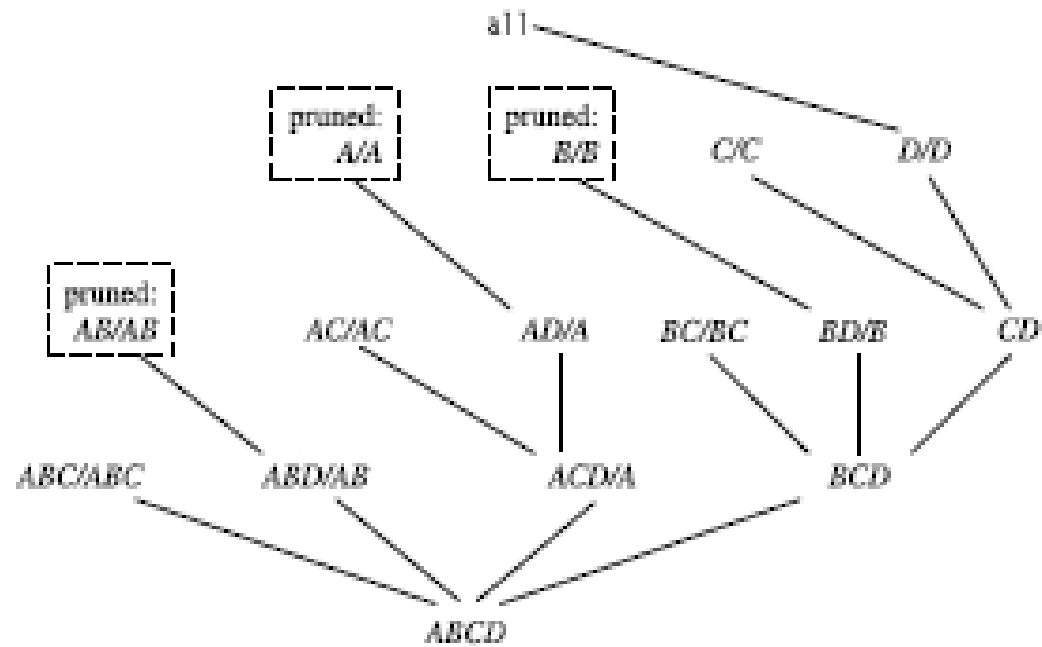 all
pruned:
A/A
pruned:
B/B
C/C
D/D
pruned:
AB/AB
AC/AC
AD/A
BC/BC
BD/B
CD
ABC/ABC
ABD/AB
ACD/A
BCD
ABCD